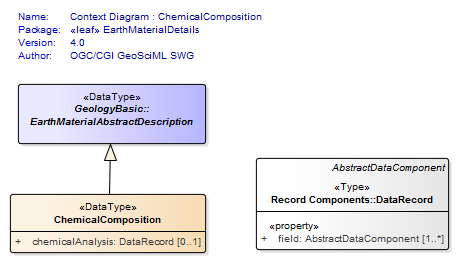 Name: Context Diagram : ChemicalComposition
Package: «leaf» EarthMaterialDetails
Version: 4.0
Author: OGC/CGI GeoSciML SWG
«DataType»
GeologyBasic::
EarthMaterialAbstractDescription
«DataType»
ChemicalComposition
+ chemicalAnalysis: DataRecord [0..1]
AbstractDataComponent
«Type»
Record Components::DataRecord
«property»
+ field: AbstractDataComponent [1..*]